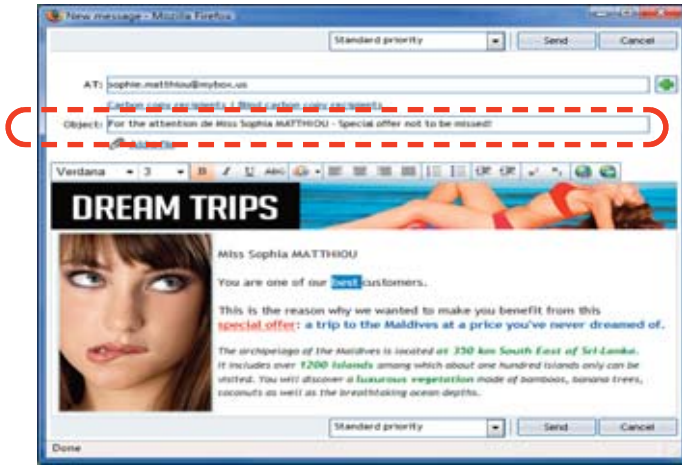 New message - Mozilla Firefox
Standard priority Send Cancel
AT: sophie.matthiou@mybox.us
Carbon copy recipients | Blind carbon copy recipients
Object: For the attention de Miss Sophia MATTHIOU - Special offer not to be missed!
Verdana 3 B I U ABC
DREAM TRIPS
Miss Sophia MATTHIOU
You are one of our best customers.
This is the reason why we wanted to make you benefit from this
special offer: a trip to the Maldives at a price you've never dreamed of.
The archipelago of the Maldives is located at 350 km South East of Sri-Lanka.
It includes over 1200 islands among which about one hundred islands only can be
visited. You will discover a luxurous vegetation made of bamboos, banana trees,
coconuts as well as the breathtaking ocean depths.
Standard priority Send Cancel
Done